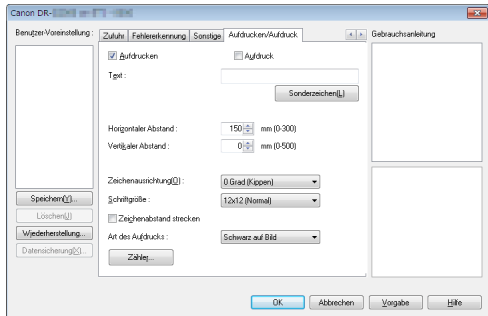 Canon DR-
Benutzer-Voreinstellung :
Zufuhr Fehlererkennung Sonstige Aufdrucken/Aufdruck
Gebrauchsanleitung
Aufdrucken Aufdruck
Text :
Sonderzeichen(L)
Horizontaler Abstand : 150 mm (0-300)
Vertikaler Abstand : 0 mm (0-500)
Zeichenausrichtung(O) : 0 Grad (Kippen)
Schriftgröße : 12x12 (Normal)
Zeichenabstand strecken
Art des Aufdrucks : Schwarz auf Bild
Zähler...
Speichern(Y)...
Löschen(J)
Wiederherstellung...
Datensicherung(X)...
OK Abbrechen Vorgabe Hilfe